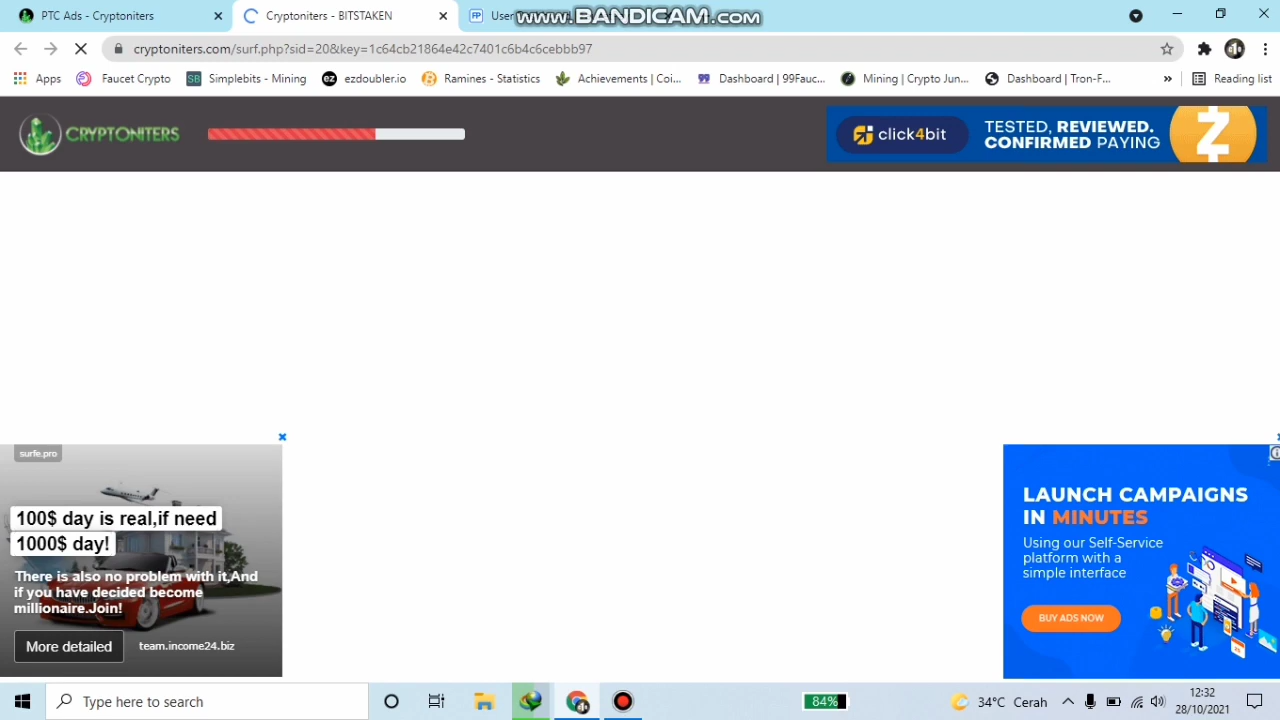 PTC Ads - Cryptoniters
Cryptoniters - BITSTAKEN
User
www.BANDICAM.com
cryptoniters.com/surf.php?sid=20&key=1c64cb21864e42c7401c6b4c6cebbb97
Apps
Faucet Crypto
Simplebits - Mining
ezdoubler.io
Ramines - Statistics
Achievements | Coi...
Dashboard | 99Fauc...
Mining | Crypto Jun...
Dashboard | Tron-F...
»
Reading list
CRYPTONITERS
click4bit
TESTED, REVIEWED.
CONFIRMED PAYING
surfe.pro
100$ day is real,if need
1000$ day!
There is also no problem with it,And
if you have decided become
millionaire.Join!
More detailed
team.income24.biz
LAUNCH CAMPAIGNS
IN MINUTES
Using our Self-Service
platform with a
simple interface
BUY ADS NOW
Type here to search
84%
34°C Cerah
12:32
28/10/2021